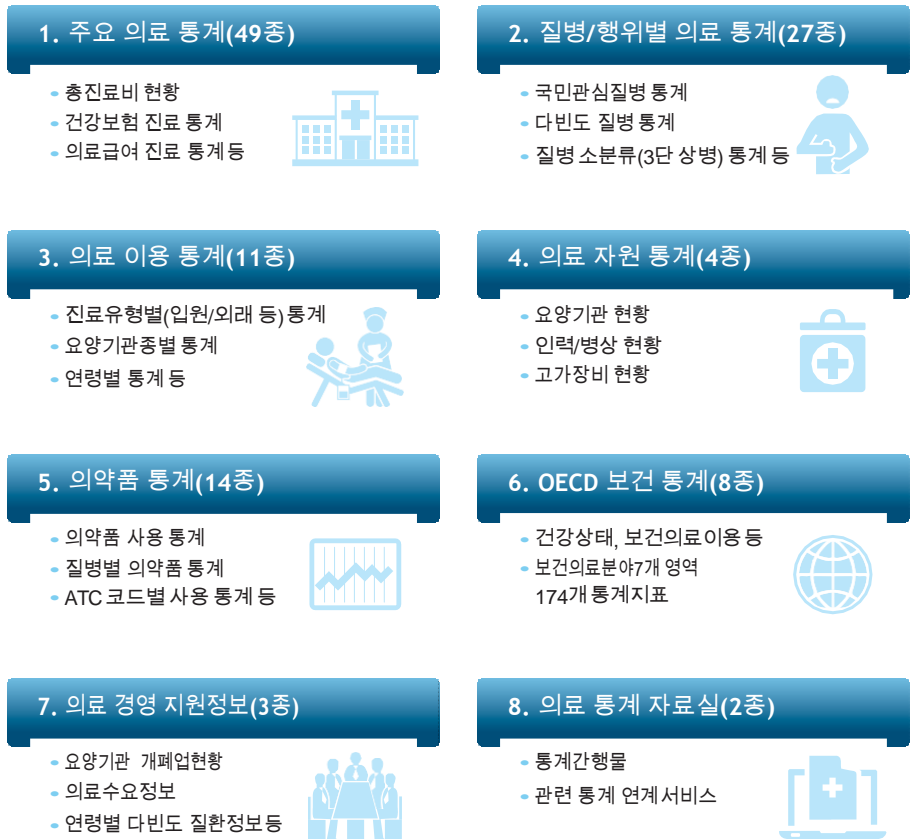 1. 주요 의료 통계(49종)
• 총진료비 현황
• 건강보험 진료 통계
• 의료급여 진료 통계 등
2. 질병/행위별 의료 통계(27종)
• 국민관심질병 통계
• 다빈도 질병 통계
• 질병 소분류(3단 상병) 통계 등
3. 의료 이용 통계(11종)
• 진료유형별(입원/외래 등) 통계
• 요양기관종별 통계
• 연령별 통계 등
4. 의료 자원 통계(4종)
• 요양기관 현황
• 인력/병상 현황
• 고가장비 현황
5. 의약품 통계(14종)
• 의약품 사용 통계
• 질병별 의약품 통계
• ATC 코드별 사용 통계 등
6. OECD 보건 통계(8종)
• 건강상태, 보건의료이용 등
• 보건의료분야7개 영역
174개 통계지표
7. 의료 경영 지원정보(3종)
• 요양기관 개폐업현황
• 의료수요정보
• 연령별 다빈도 질환정보등
8. 의료 통계 자료실(2종)
• 통계간행물
• 관련 통계 연계서비스